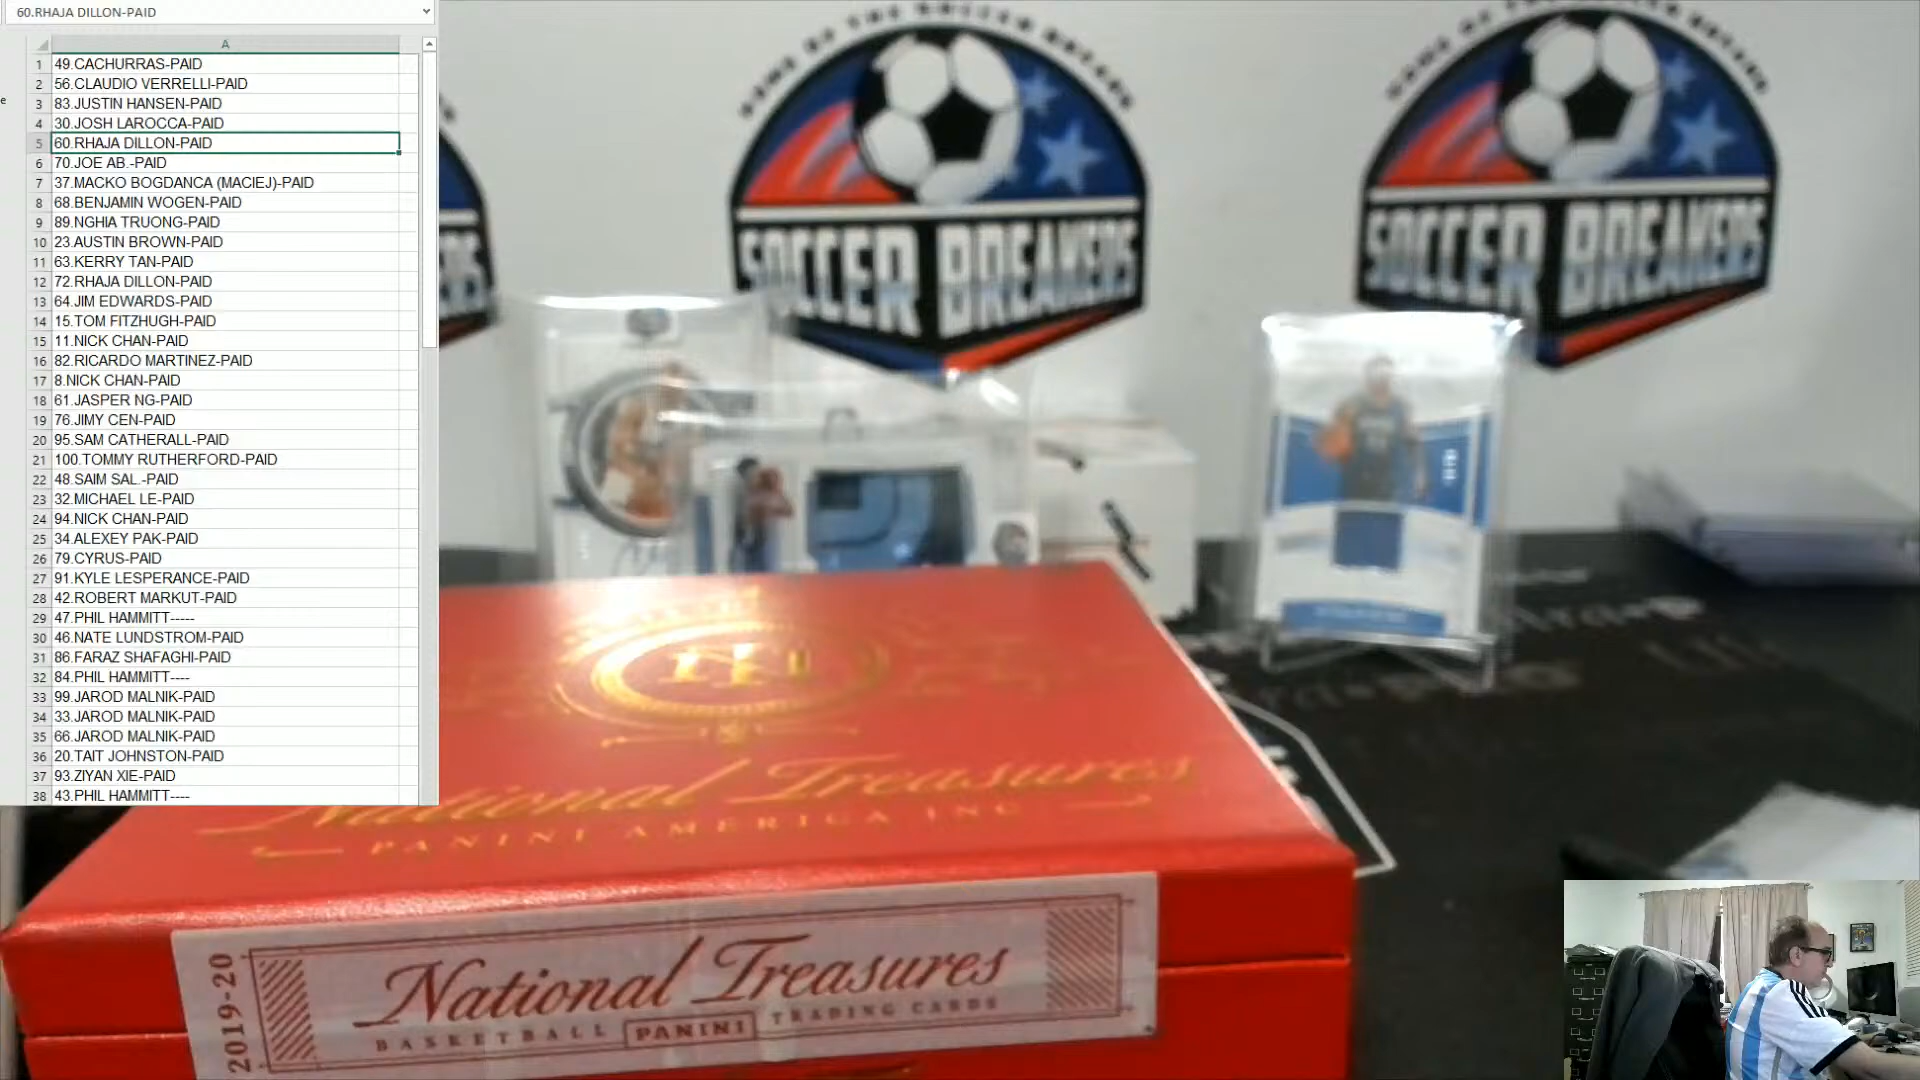 60.RHAJA DILLON-PAID
A
1 49.CACHURRAS-PAID
2 56.CLAUDIO VERRELLI-PAID
3 83.JUSTIN HANSEN-PAID
4 30.JOSH LAROCCA-PAID
5 60.RHAJA DILLON-PAID
6 70.JOE AB.-PAID
7 37.MACKO BOGDANCA (MACIEJ)-PAID
8 68.BENJAMIN WOGEN-PAID
9 89.NGHIA TRUONG-PAID
10 23.AUSTIN BROWN-PAID
11 63.KERRY TAN-PAID
12 72.RHAJA DILLON-PAID
13 64.JIM EDWARDS-PAID
14 15.TOM FITZHUGH-PAID
15 11.NICK CHAN-PAID
16 82.RICARDO MARTINEZ-PAID
17 8.NICK CHAN-PAID
18 61.JASPER NG-PAID
19 76.JIMY CEN-PAID
20 95.SAM CATHERALL-PAID
21 100.TOMMY RUTHERFORD-PAID
22 48.SAIM SAL.-PAID
23 32.MICHAEL LE-PAID
24 94.NICK CHAN-PAID
25 34.ALEXEY PAK-PAID
26 79.CYRUS-PAID
27 91.KYLE LESPERANCE-PAID
28 42.ROBERT MARKUT-PAID
29 47.PHIL HAMMITT-----
30 46.NATE LUNDSTROM-PAID
31 86.FARAZ SHAFAGHI-PAID
32 84.PHIL HAMMITT----
33 99.JAROD MALNIK-PAID
34 33.JAROD MALNIK-PAID
35 66.JAROD MALNIK-PAID
36 20.TAIT JOHNSTON-PAID
37 93.ZIYAN XIE-PAID
38 43.PHIL HAMMITT----
e
SOCCER BREAKERS
SOCCER BREAKERS
National Treasures
PANINI AMERICA INC
2019-20
National Treasures
BASKETBALL PANINI TRADING CARDS